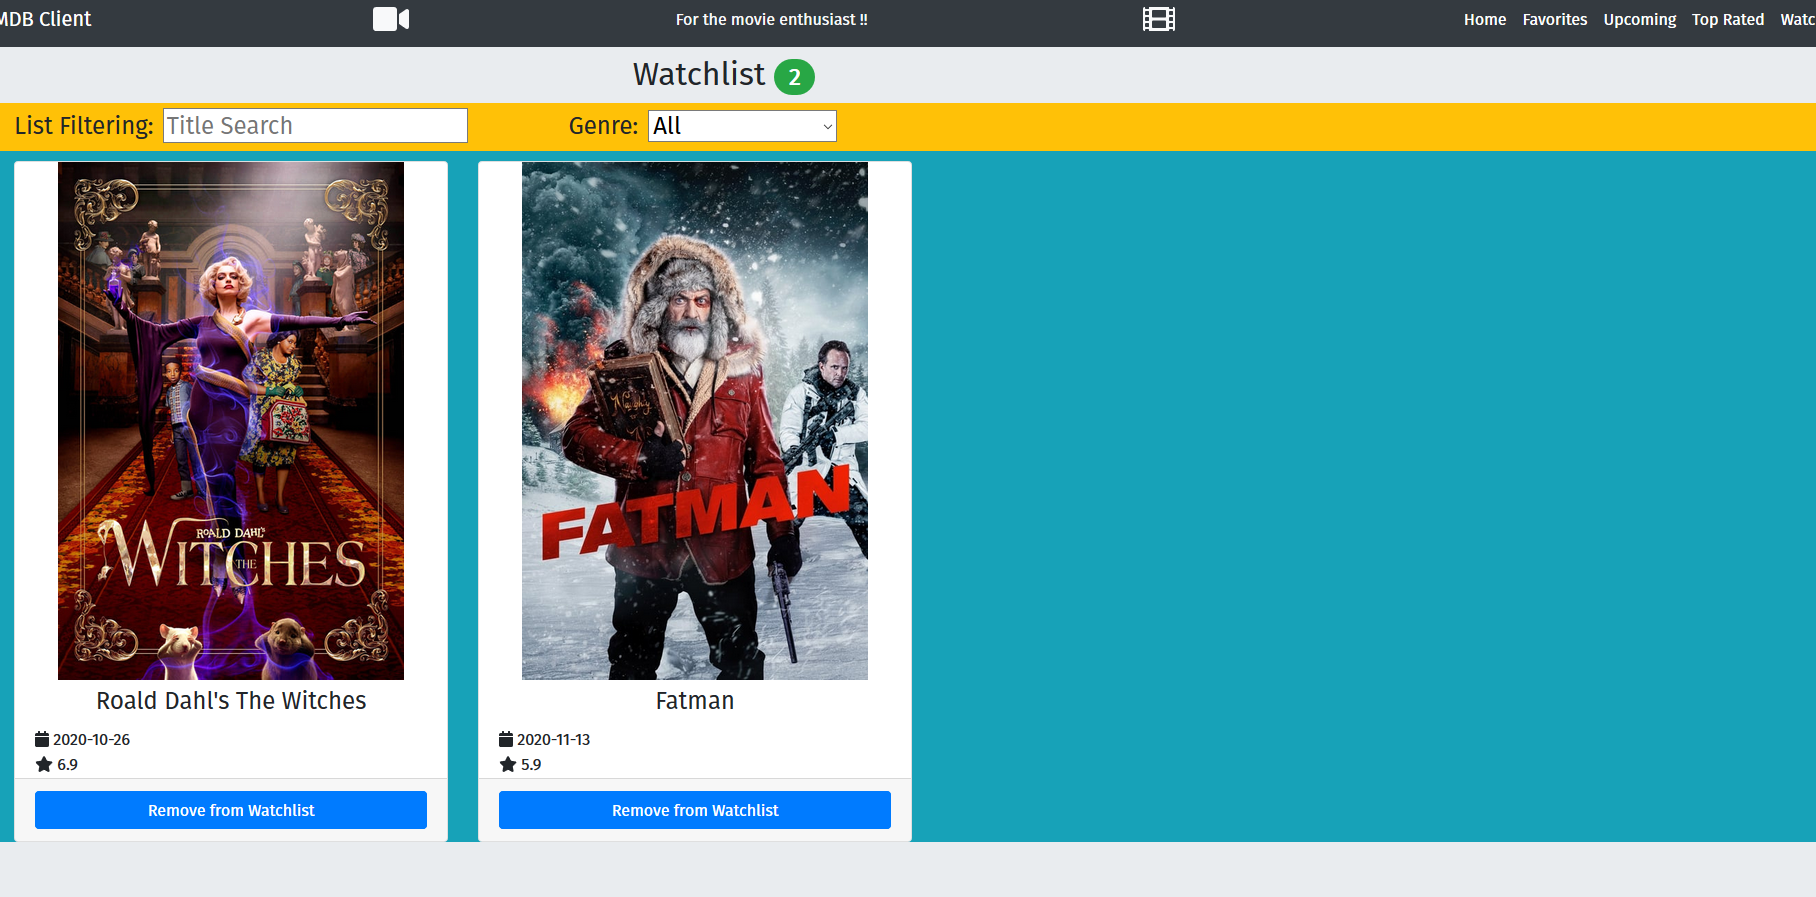 MDB Client
For the movie enthusiast !!
Home Favorites Upcoming Top Rated Watc
Watchlist 2
List Filtering: Title Search Genre: All
ROALD DAHL'S
THE WITCHES
Naughty
FATMAN
Roald Dahl's The Witches
Fatman
2020-10-26
2020-11-13
6.9
5.9
Remove from Watchlist
Remove from Watchlist